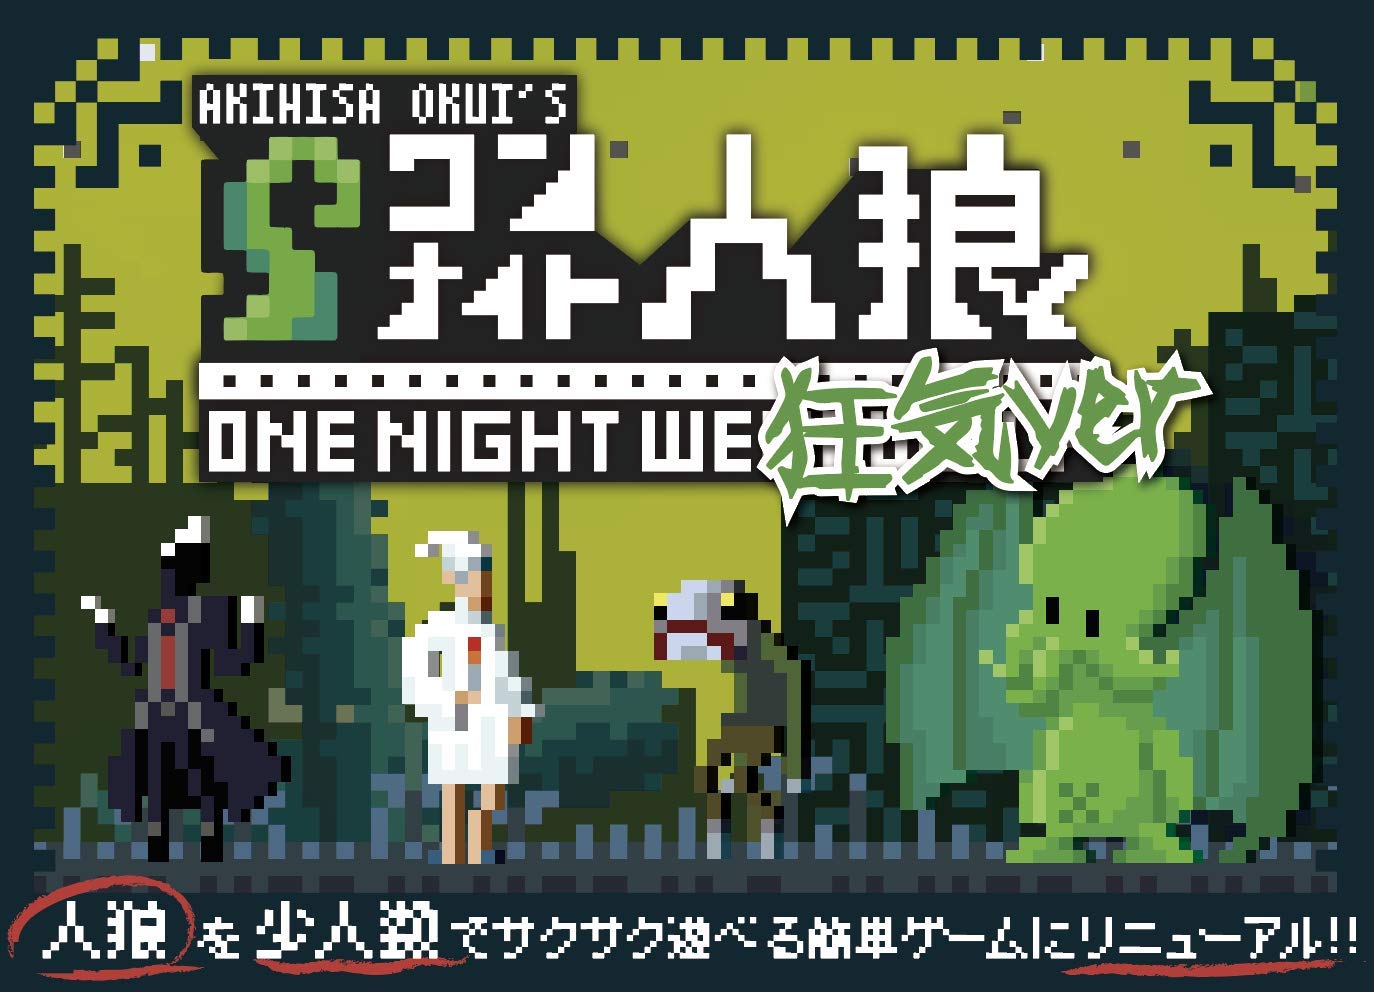 AKIHISA OKUI'S
ワン
ナイト人狼
ONE NIGHT
狂気ver
人狼を少人数でサクサク遊べる簡単ゲームにリニューアル!!